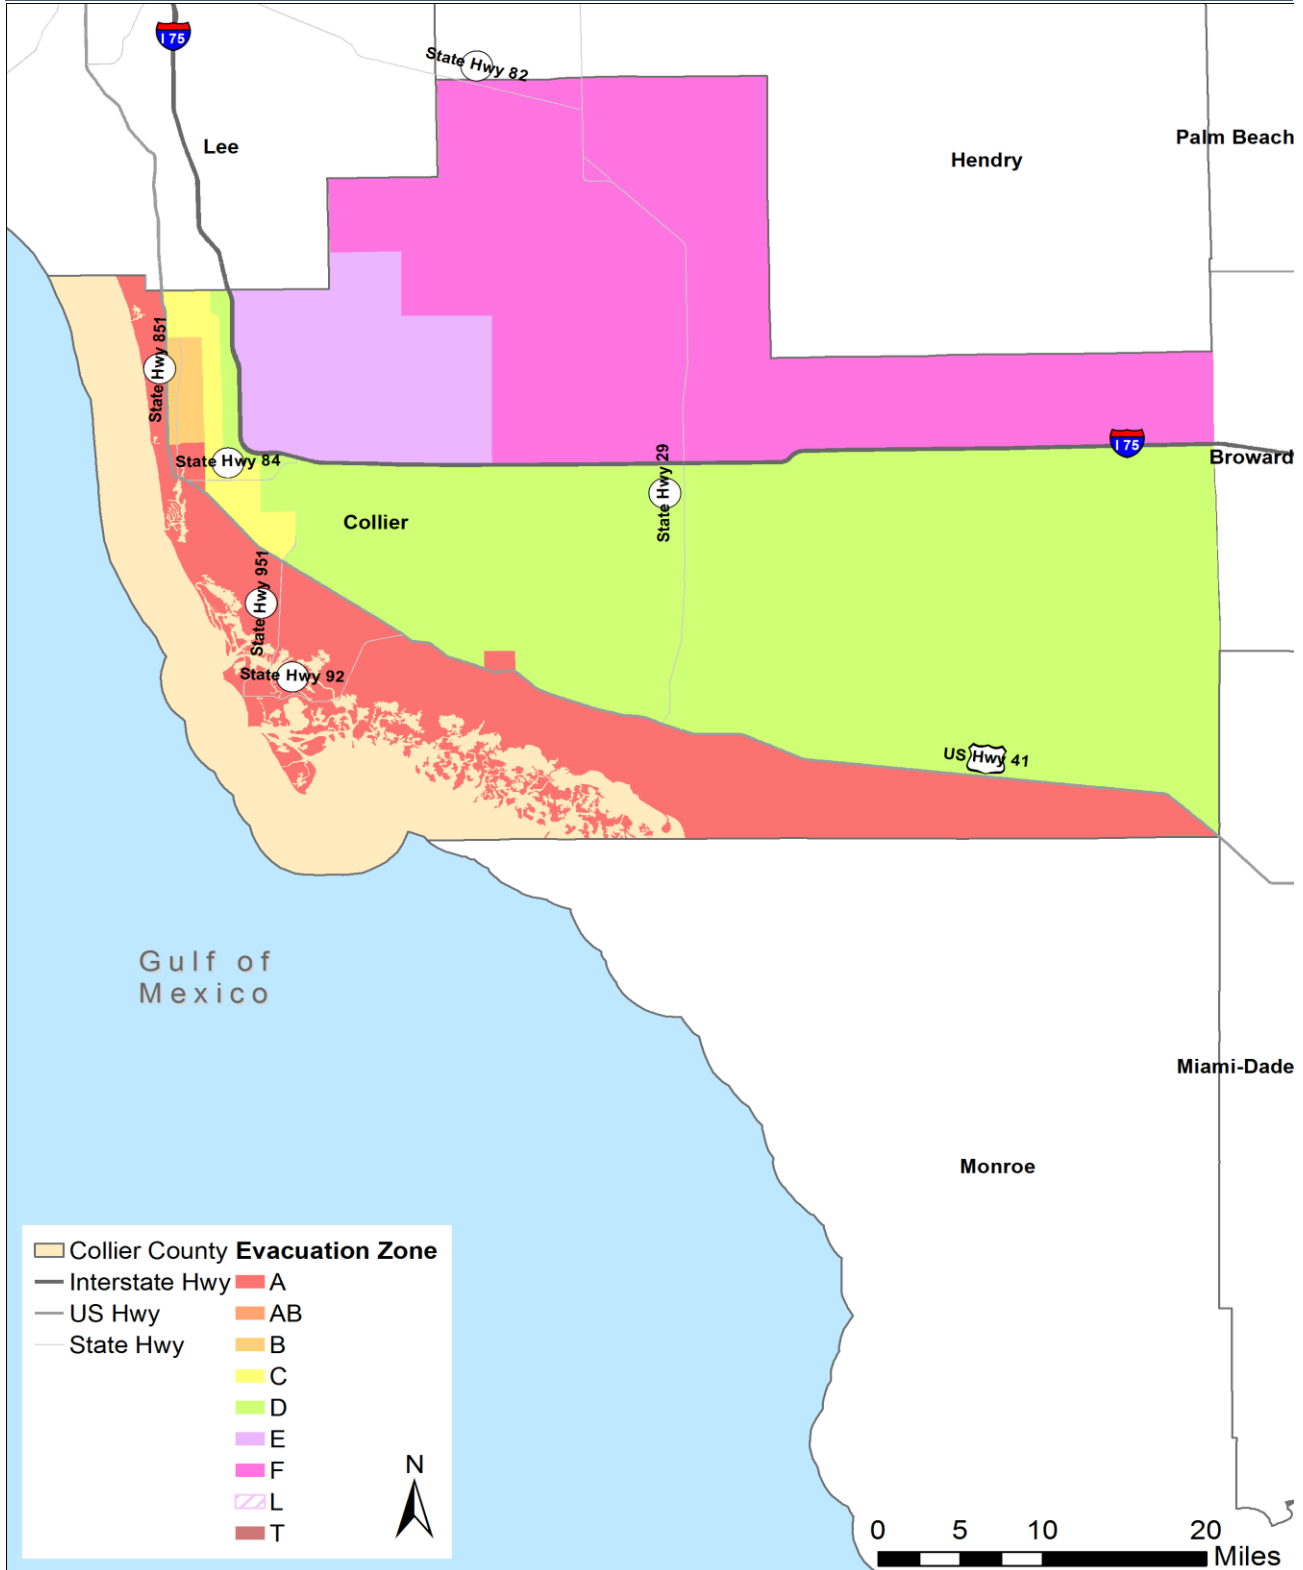 I 75
State Hwy 82
Lee
Hendry
Palm Beach
State Hwy 851
State Hwy 84
State Hwy 29
I 75
Broward
Collier
State Hwy 951
State Hwy 92
US Hwy 41
Gulf of
Mexico
Miami-Dade
Monroe
Collier County
Interstate Hwy
US Hwy
State Hwy
Evacuation Zone
A
AB
B
C
D
E
F
L
T
N
0 5 10 20
Miles